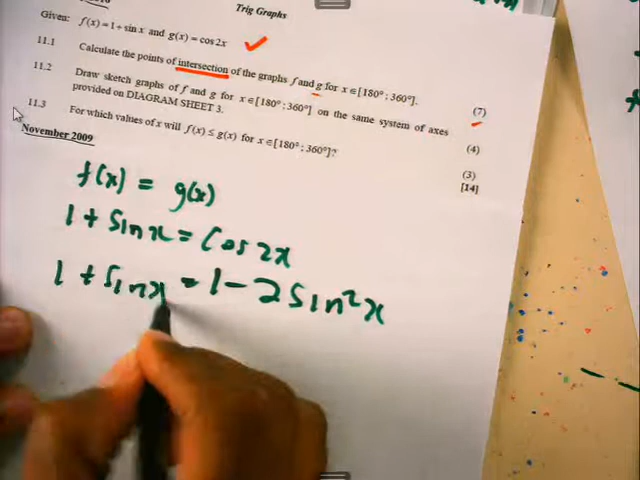 Trig Graphs
Given: f(x) = 1 + sin x and g(x) = cos 2x
11.1 Calculate the points of intersection of the graphs f and g for x ∈ [180° ; 360°]. (7)
11.2 Draw sketch graphs of f and g for x ∈ [180° ; 360°] on the same system of axes
provided on DIAGRAM SHEET 3. (4)
11.3 For which values of x will f(x) ≤ g(x) for x ∈ [180° ; 360°]? (3)
[14]
November 2009
f(x) = g(x)
1 + sin x = Cos 2x
1 + sin x = 1 - 2 sin²x